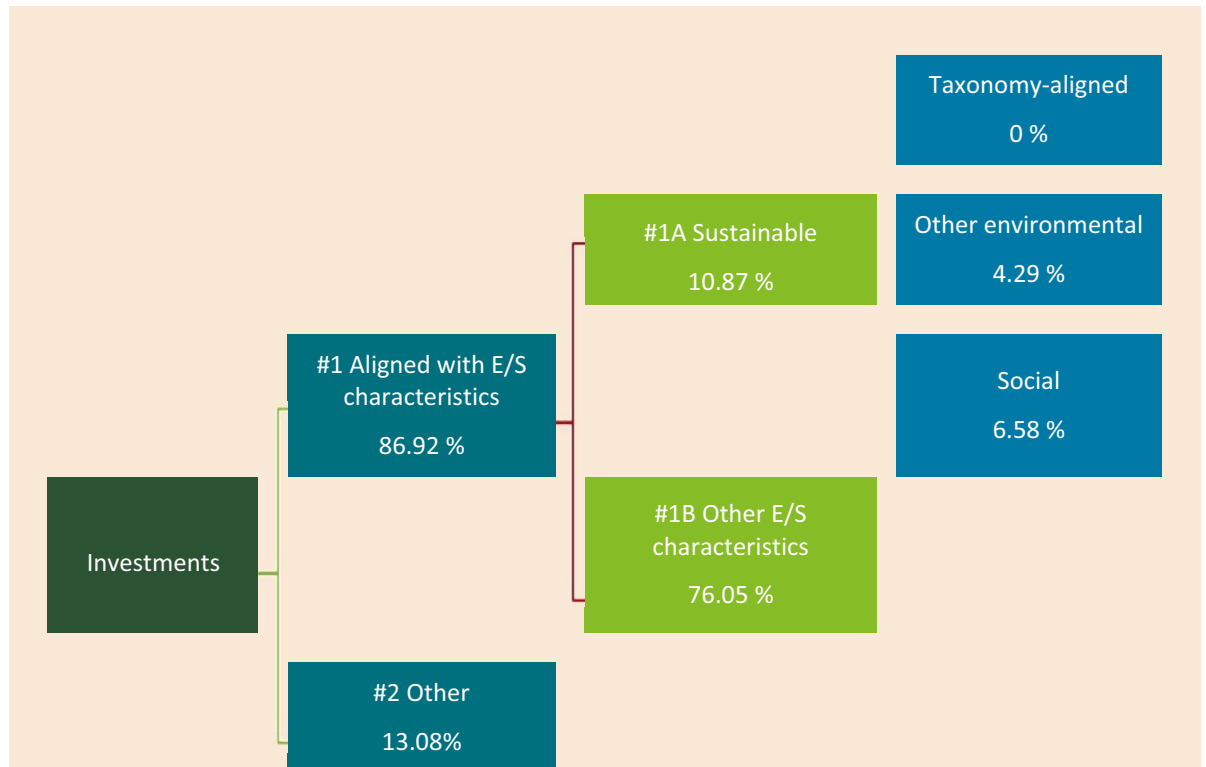 Taxonomy-aligned
0 %
#1A Sustainable
10.87 %
Other environmental
4.29 %
#1 Aligned with E/S
characteristics
86.92 %
Social
6.58 %
Investments
#1B Other E/S
characteristics
76.05 %
#2 Other
13.08%